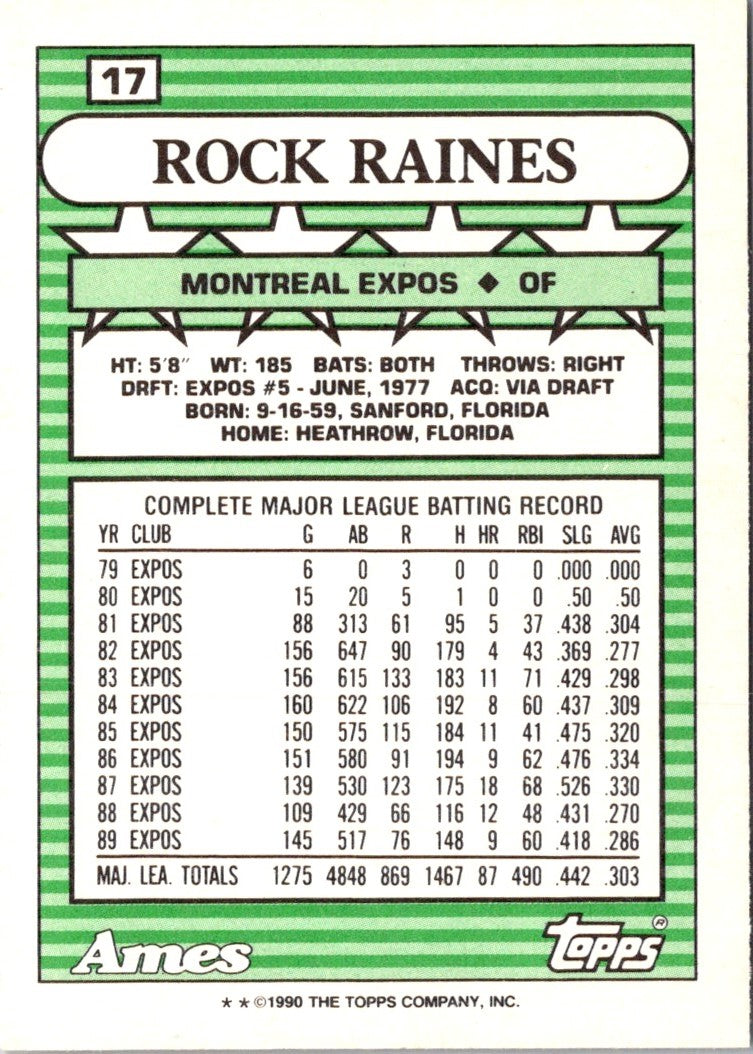 17
ROCK RAINES
MONTREAL EXPOS ◆ OF
HT: 5'8" WT: 185 BATS: BOTH THROWS: RIGHT
DRFT: EXPOS #5 - JUNE, 1977 ACQ: VIA DRAFT
BORN: 9-16-59, SANFORD, FLORIDA
HOME: HEATHROW, FLORIDA
COMPLETE MAJOR LEAGUE BATTING RECORD
YR CLUB G AB R H HR RBI SLG AVG
79 EXPOS 6 0 3 0 0 0 .000 .000
80 EXPOS 15 20 5 1 0 0 .50 .50
81 EXPOS 88 313 61 95 5 37 .438 .304
82 EXPOS 156 647 90 179 4 43 .369 .277
83 EXPOS 156 615 133 183 11 71 .429 .298
84 EXPOS 160 622 106 192 8 60 .437 .309
85 EXPOS 150 575 115 184 11 41 .475 .320
86 EXPOS 151 580 91 194 9 62 .476 .334
87 EXPOS 139 530 123 175 18 68 .526 .330
88 EXPOS 109 429 66 116 12 48 .431 .270
89 EXPOS 145 517 76 148 9 60 .418 .286
MAJ. LEA. TOTALS 1275 4848 869 1467 87 490 .442 .303
Ames
topps®
* * ©1990 THE TOPPS COMPANY, INC.